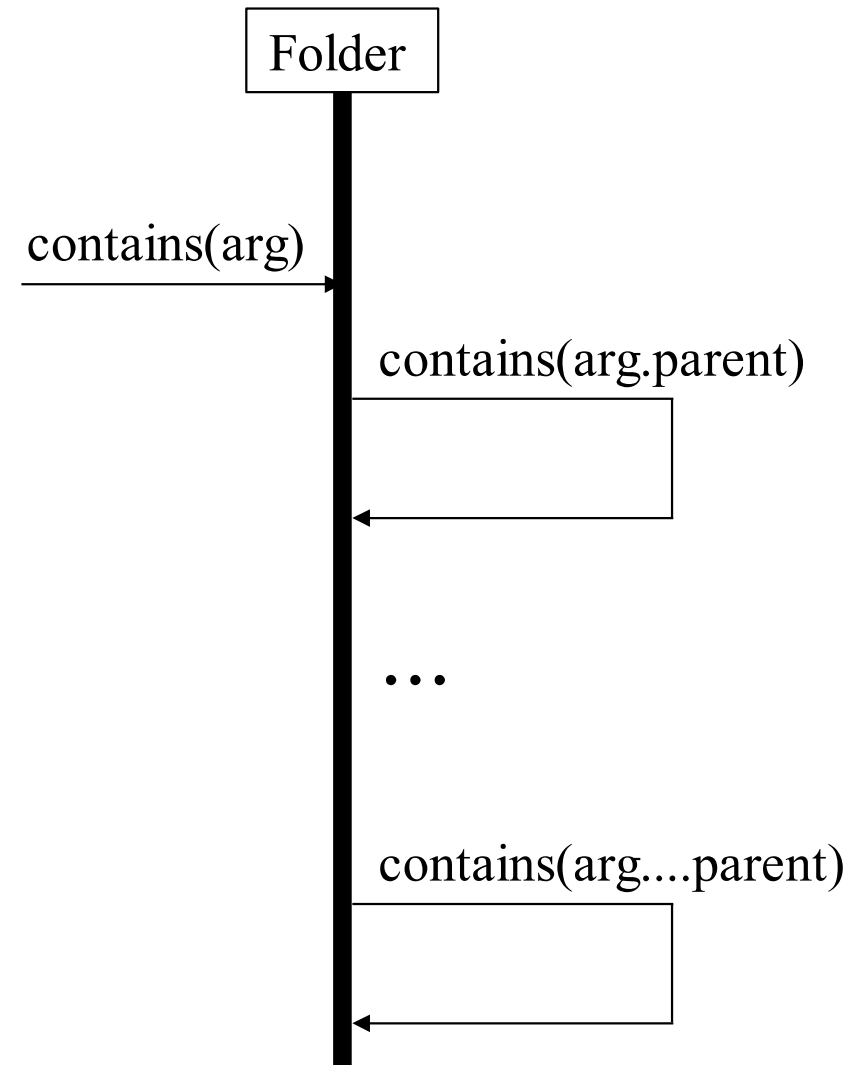 Folder
contains(arg)
contains(arg.parent)
...
contains(arg....parent)